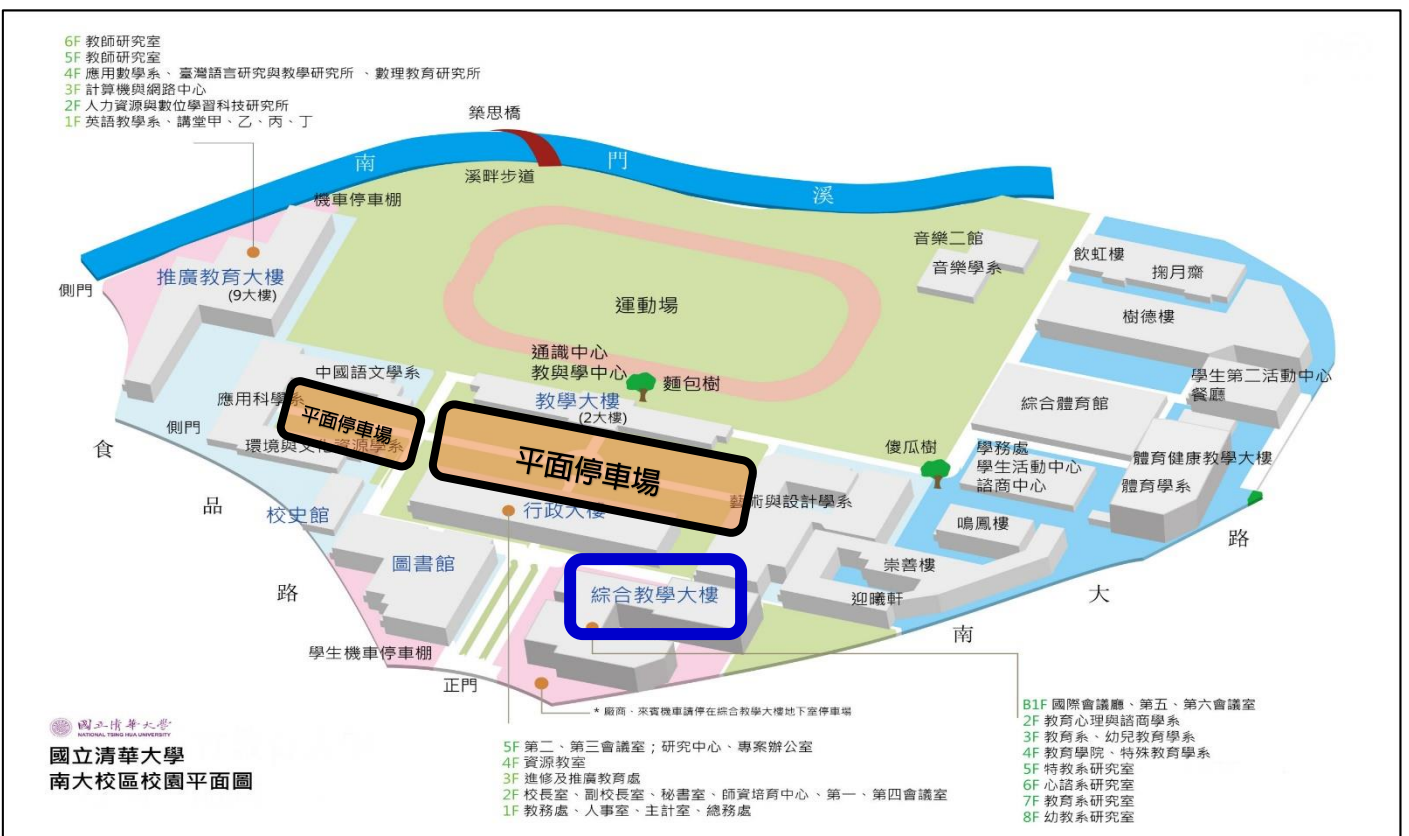 6F 教師研究室
5F 教師研究室
4F 應用數學系、臺灣語言研究與教學研究所 、數理教育研究所
3F 計算機與網路中心
2F 人力資源與數位學習科技研究所
1F 英語教學系、講堂甲、乙、丙、丁
築思橋
南
門
溪
溪畔步道
機車停車棚
音樂二館
音樂學系
飲虹樓
掬月齋
推廣教育大樓
(9大樓)
側門
運動場
樹德樓
通識中心
教與學中心
麵包樹
中國語文學系
學生第二活動中心
餐廳
教學大樓
(2大樓)
應用科學系
平面停車場
綜合體育館
側門
環境與文化資源學系
食
平面停車場
傻瓜樹
學務處
學生活動中心
諮商中心
體育健康教學大樓
體育學系
藝術與設計學系
品
校史館
行政大樓
鳴鳳樓
路
圖書館
崇善樓
綜合教學大樓
迎曦軒
路
大
南
學生機車停車棚
正門
* 廠商、來賓機車請停在綜合教學大樓地下室停車場
B1F 國際會議廳、第五、第六會議室
2F 教育心理與諮商學系
3F 教育系、幼兒教育學系
4F 教育學院、特殊教育學系
5F 特教系研究室
6F 心諮系研究室
7F 教育系研究室
8F 幼教系研究室
5F 第二、第三會議室；研究中心、專案辦公室
4F 資源教室
3F 進修及推廣教育處
2F 校長室、副校長室、秘書室、師資培育中心、第一、第四會議室
1F 教務處、人事室、主計室、總務處
國立清華大學
NATIONAL TSING HUA UNIVERSITY
國立清華大學
南大校區校園平面圖